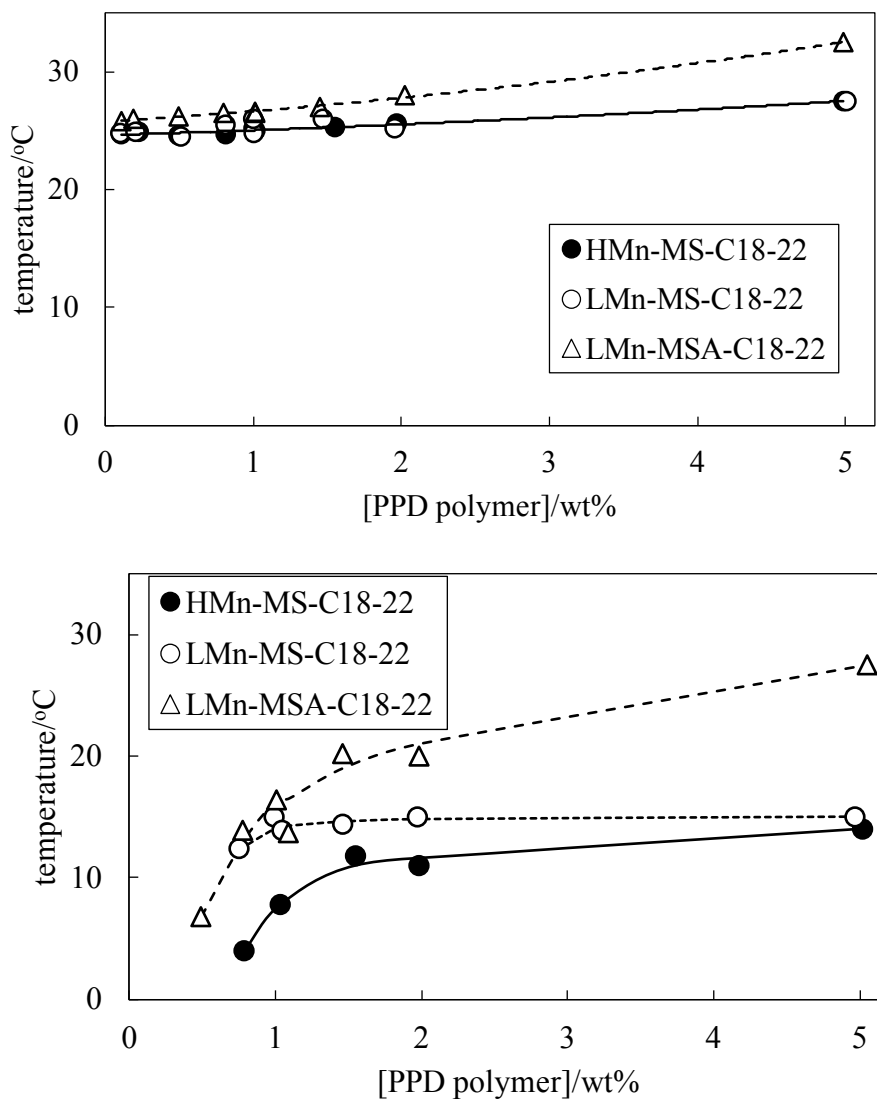 30
20
10
0
temperature/°C
HMn-MS-C18-22
LMn-MS-C18-22
LMn-MSA-C18-22
0 1 2 3 4 5
[PPD polymer]/wt%
30
20
10
0
temperature/°C
HMn-MS-C18-22
LMn-MS-C18-22
LMn-MSA-C18-22
0 1 2 3 4 5
[PPD polymer]/wt%